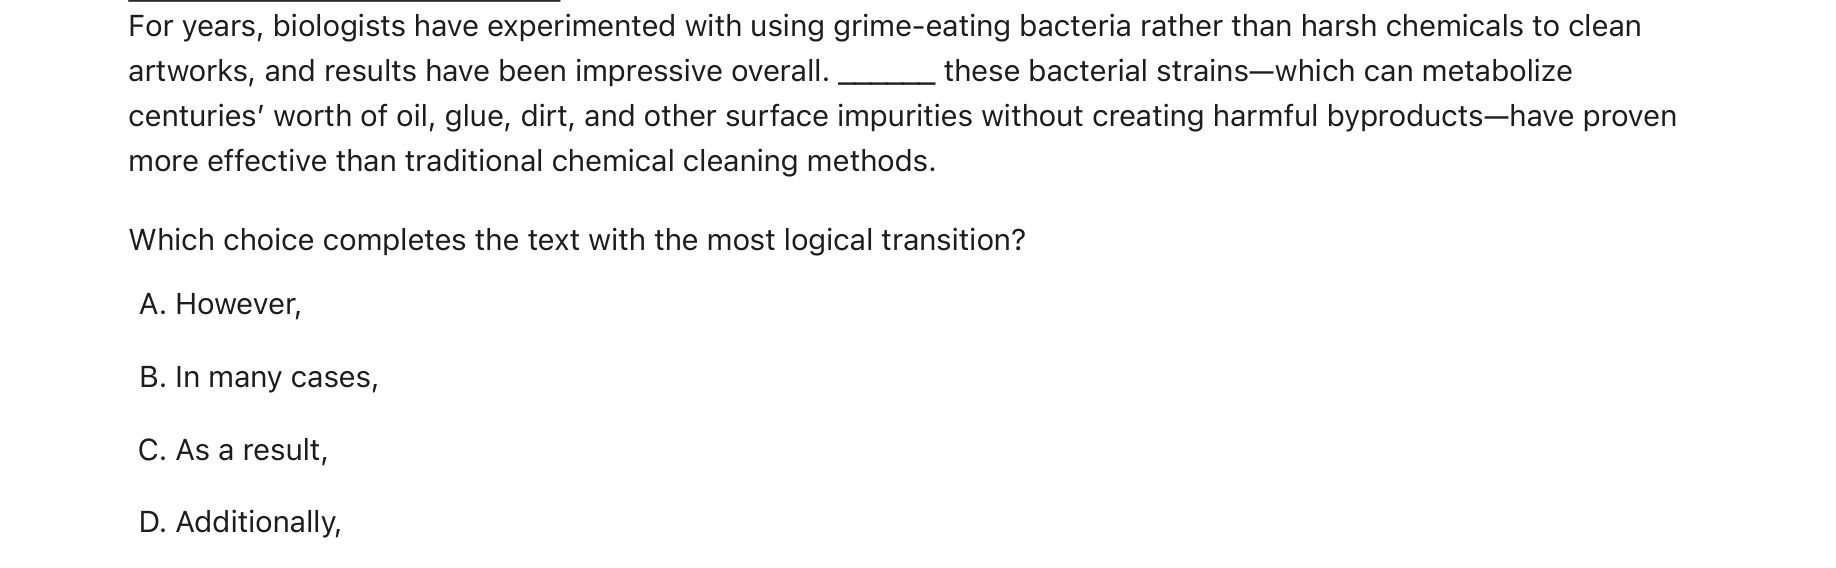 For years, biologists have experimented with using grime-eating bacteria rather than harsh chemicals to clean
artworks, and results have been impressive overall. ______ these bacterial strains—which can metabolize
centuries’ worth of oil, glue, dirt, and other surface impurities without creating harmful byproducts—have proven
more effective than traditional chemical cleaning methods.
Which choice completes the text with the most logical transition?
A. However,
B. In many cases,
C. As a result,
D. Additionally,